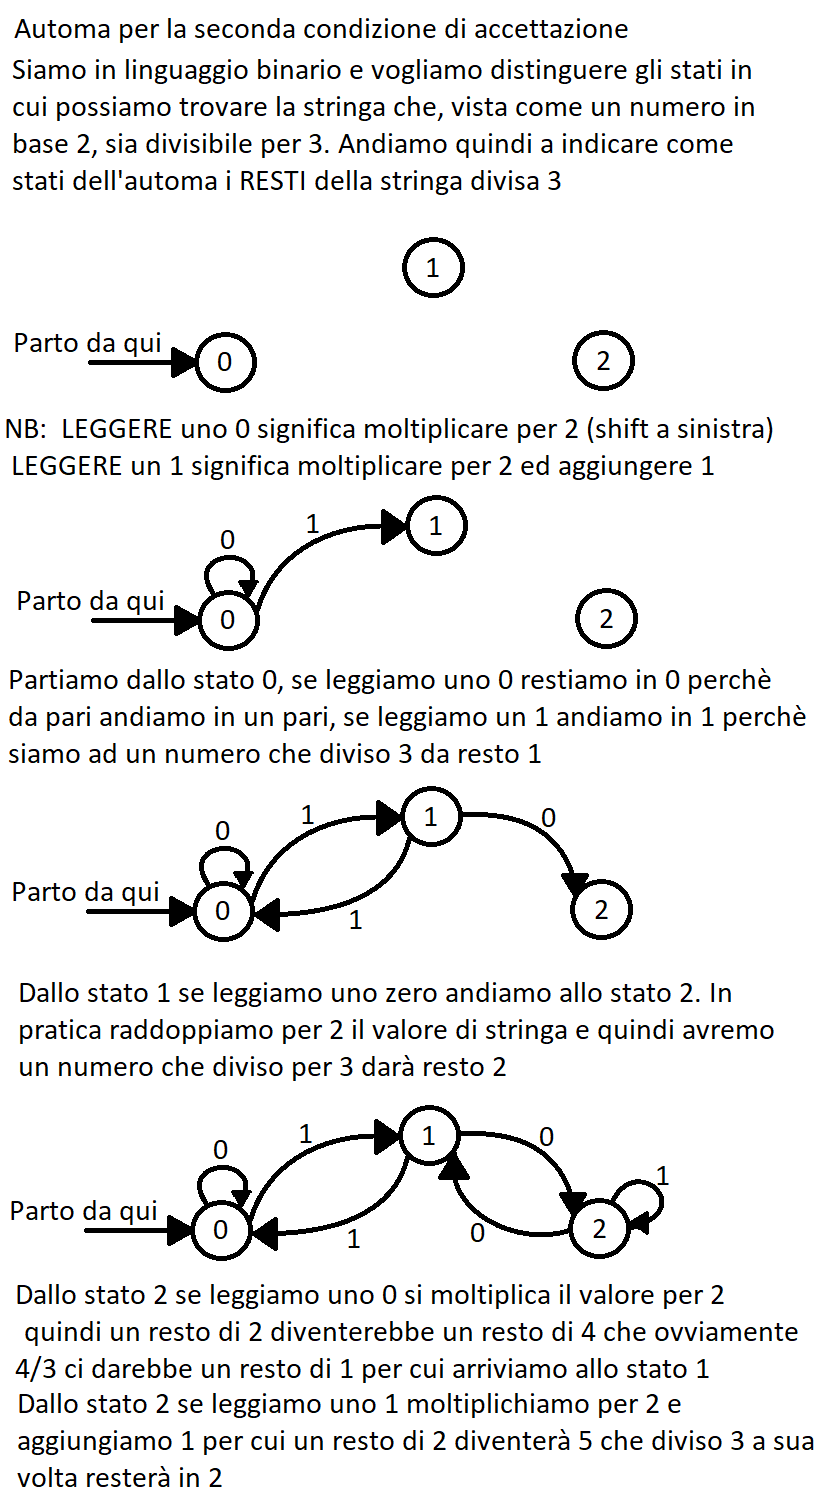 Automa per la seconda condizione di accettazione
Siamo in linguaggio binario e vogliamo distinguere gli stati in
cui possiamo trovare la stringa che, vista come un numero in
base 2, sia divisibile per 3. Andiamo quindi a indicare come
stati dell'automa i RESTI della stringa divisa 3
1
Parto da qui
0
2
NB:  LEGGERE uno 0 significa moltiplicare per 2 (shift a sinistra)
LEGGERE un 1 significa moltiplicare per 2 ed aggiungere 1
0
1
1
Parto da qui
0
2
Partiamo dallo stato 0, se leggiamo uno 0 restiamo in 0 perchè
da pari andiamo in un pari, se leggiamo un 1 andiamo in 1 perchè
siamo ad un numero che diviso 3 da resto 1
0
1
1
0
Parto da qui
0
1
2
Dallo stato 1 se leggiamo uno zero andiamo allo stato 2. In
pratica raddoppiamo per 2 il valore di stringa e quindi avremo
un numero che diviso per 3 darà resto 2
0
1
1
0
1
Parto da qui
0
1
0
2
Dallo stato 2 se leggiamo uno 0 si moltiplica il valore per 2
quindi un resto di 2 diventerebbe un resto di 4 che ovviamente
4/3 ci darebbe un resto di 1 per cui arriviamo allo stato 1
Dallo stato 2 se leggiamo uno 1 moltiplichiamo per 2 e
aggiungiamo 1 per cui un resto di 2 diventerà 5 che diviso 3 a sua
volta resterà in 2